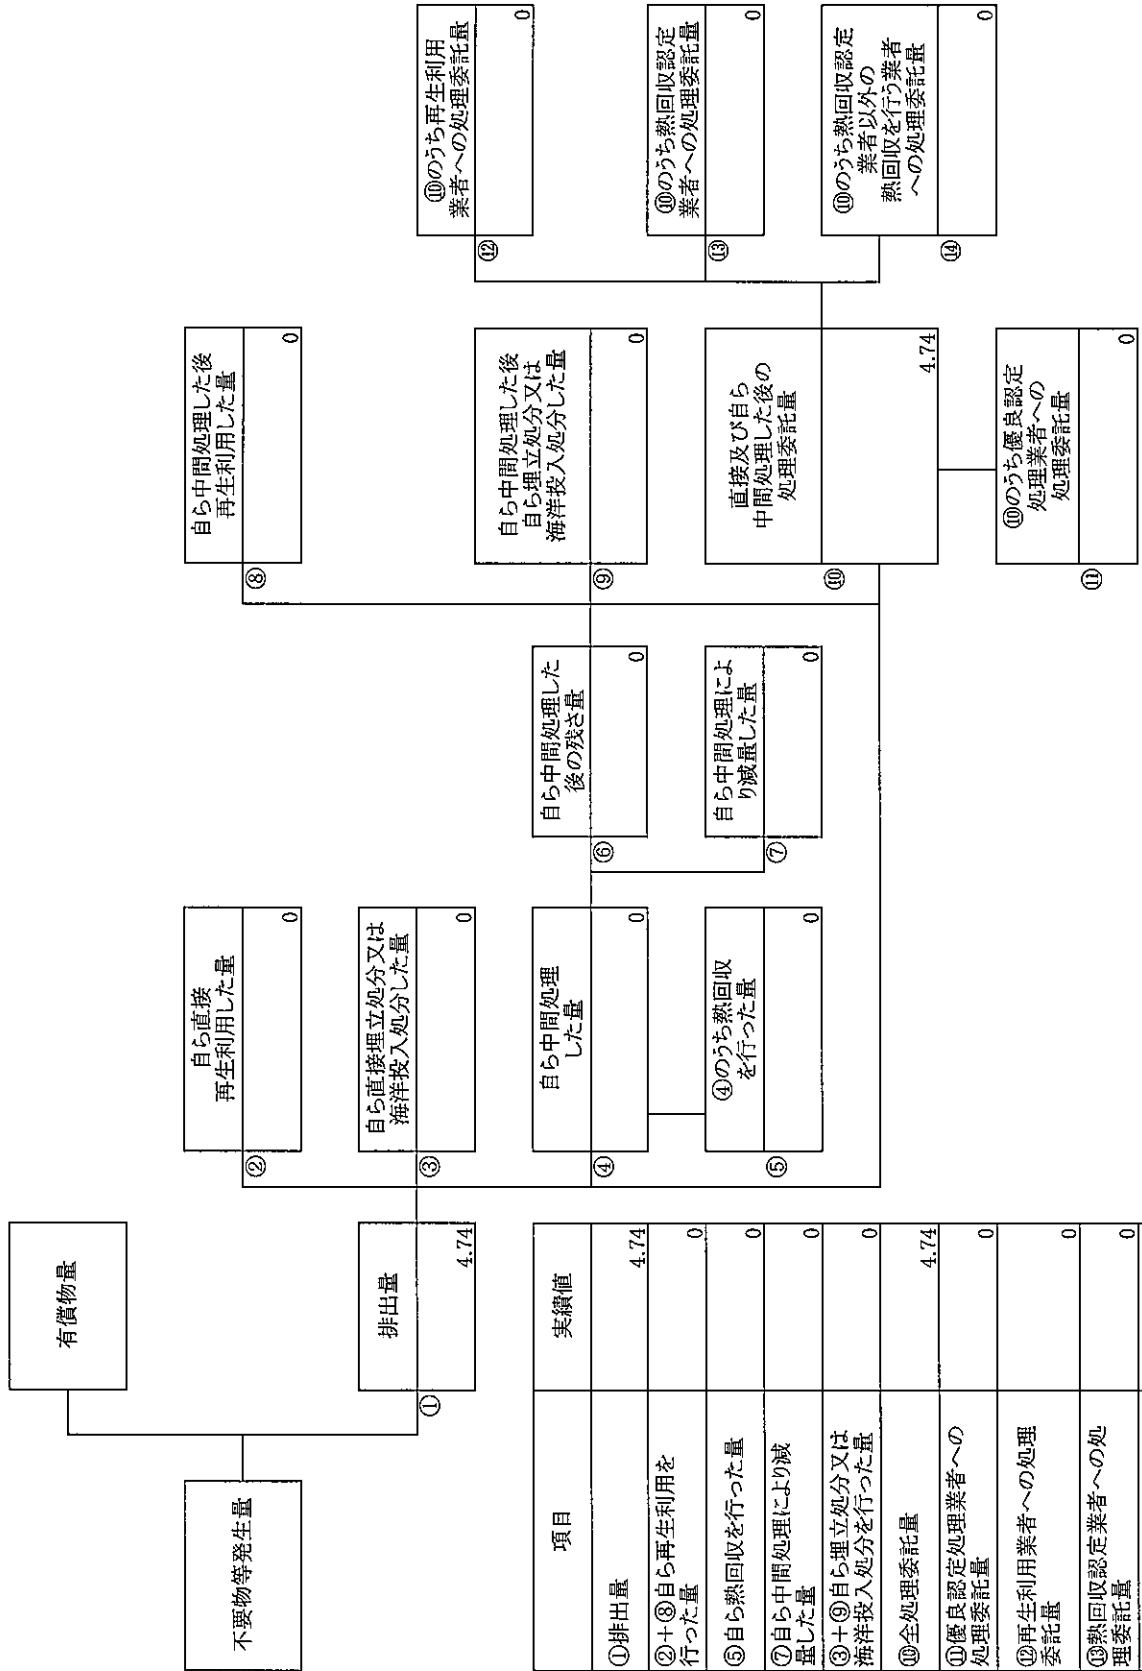 有償物量
不要物等発生量
①
排出量
4.74
②
自ら直接
再生利用した量
0
③
自ら直接埋立処分又は
海洋投入処分した量
0
④
自ら中間処理
した量
0
⑤
④のうち熱回収
を行った量
0
⑥
自ら中間処理した
後の残さ量
0
⑦
自ら中間処理によ
り減量した量
0
⑧
自ら中間処理した後
再生利用した量
0
⑨
自ら中間処理した後
自ら埋立処分又は
海洋投入処分した量
0
⑩
直接及び自ら
中間処理した後の
処理委託量
4.74
⑪
⑩のうち優良認定
処理業者への
処理委託量
0
⑫
⑩のうち再生利用
業者への処理委託量
0
⑬
⑩のうち熱回収認定
業者への処理委託量
0
⑭
⑩のうち熱回収認定
業者以外の
熱回収を行う業者
への処理委託量
0
項目
実績値
①排出量
4.74
②+⑧自ら再生利用を
行った量
0
⑤自ら熱回収を行った量
0
⑦自ら中間処理により減
量した量
0
③+⑨自ら埋立処分又は
海洋投入処分を行った量
0
⑩全処理委託量
4.74
⑪優良認定処理業者への
処理委託量
0
⑫再生利用業者への処理
委託量
0
⑬熱回収認定業者への処
理委託量
0